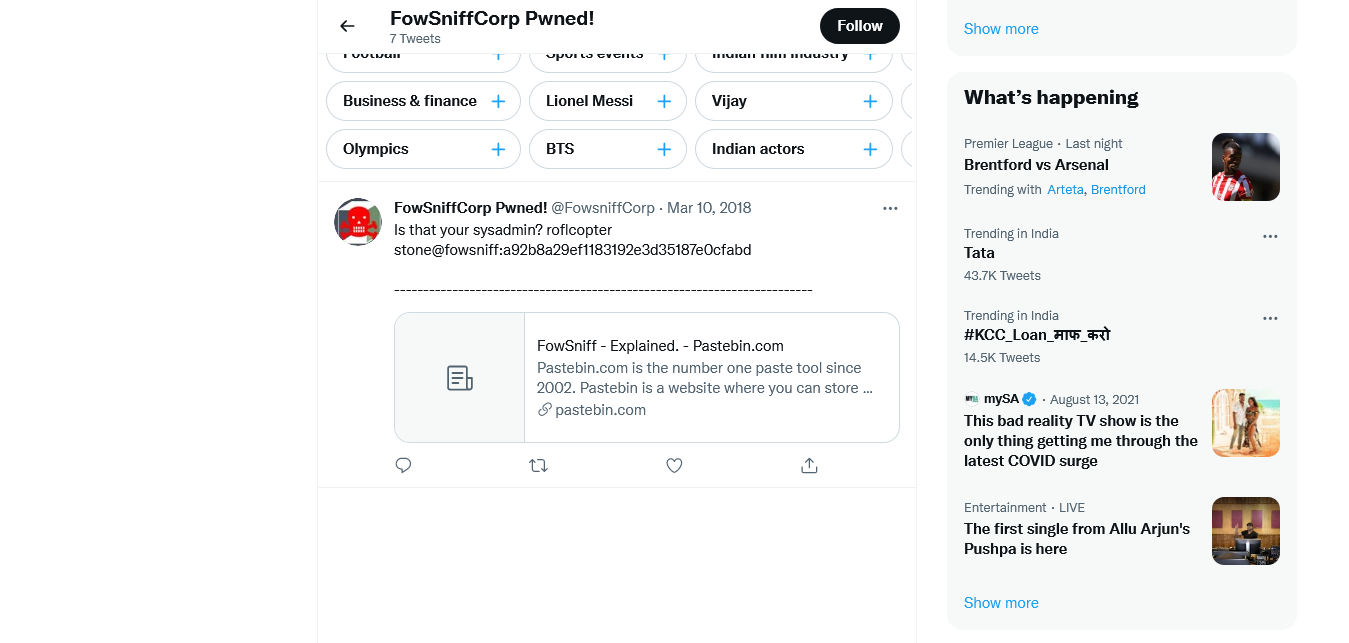 FowSniffCorp Pwned!
7 Tweets
Follow
Football
Sports events
Indian film industry
Business & finance
Lionel Messi
Vijay
Olympics
BTS
Indian actors
FowSniffCorp Pwned! @FowsniffCorp · Mar 10, 2018
Is that your sysadmin? roflcopter
stone@fowsniff:a92b8a29ef1183192e3d35187e0cfabd
------------------------------------------------------------------------
FowSniff - Explained. - Pastebin.com
Pastebin.com is the number one paste tool since
2002. Pastebin is a website where you can store ...
pastebin.com
Show more
What's happening
Premier League · Last night
Brentford vs Arsenal
Trending with Arteta, Brentford
Trending in India
Tata
43.7K Tweets
Trending in India
#KCC_Loan_माफ_करो
14.5K Tweets
mySA · August 13, 2021
This bad reality TV show is the
only thing getting me through the
latest COVID surge
Entertainment · LIVE
The first single from Allu Arjun's
Pushpa is here
Show more